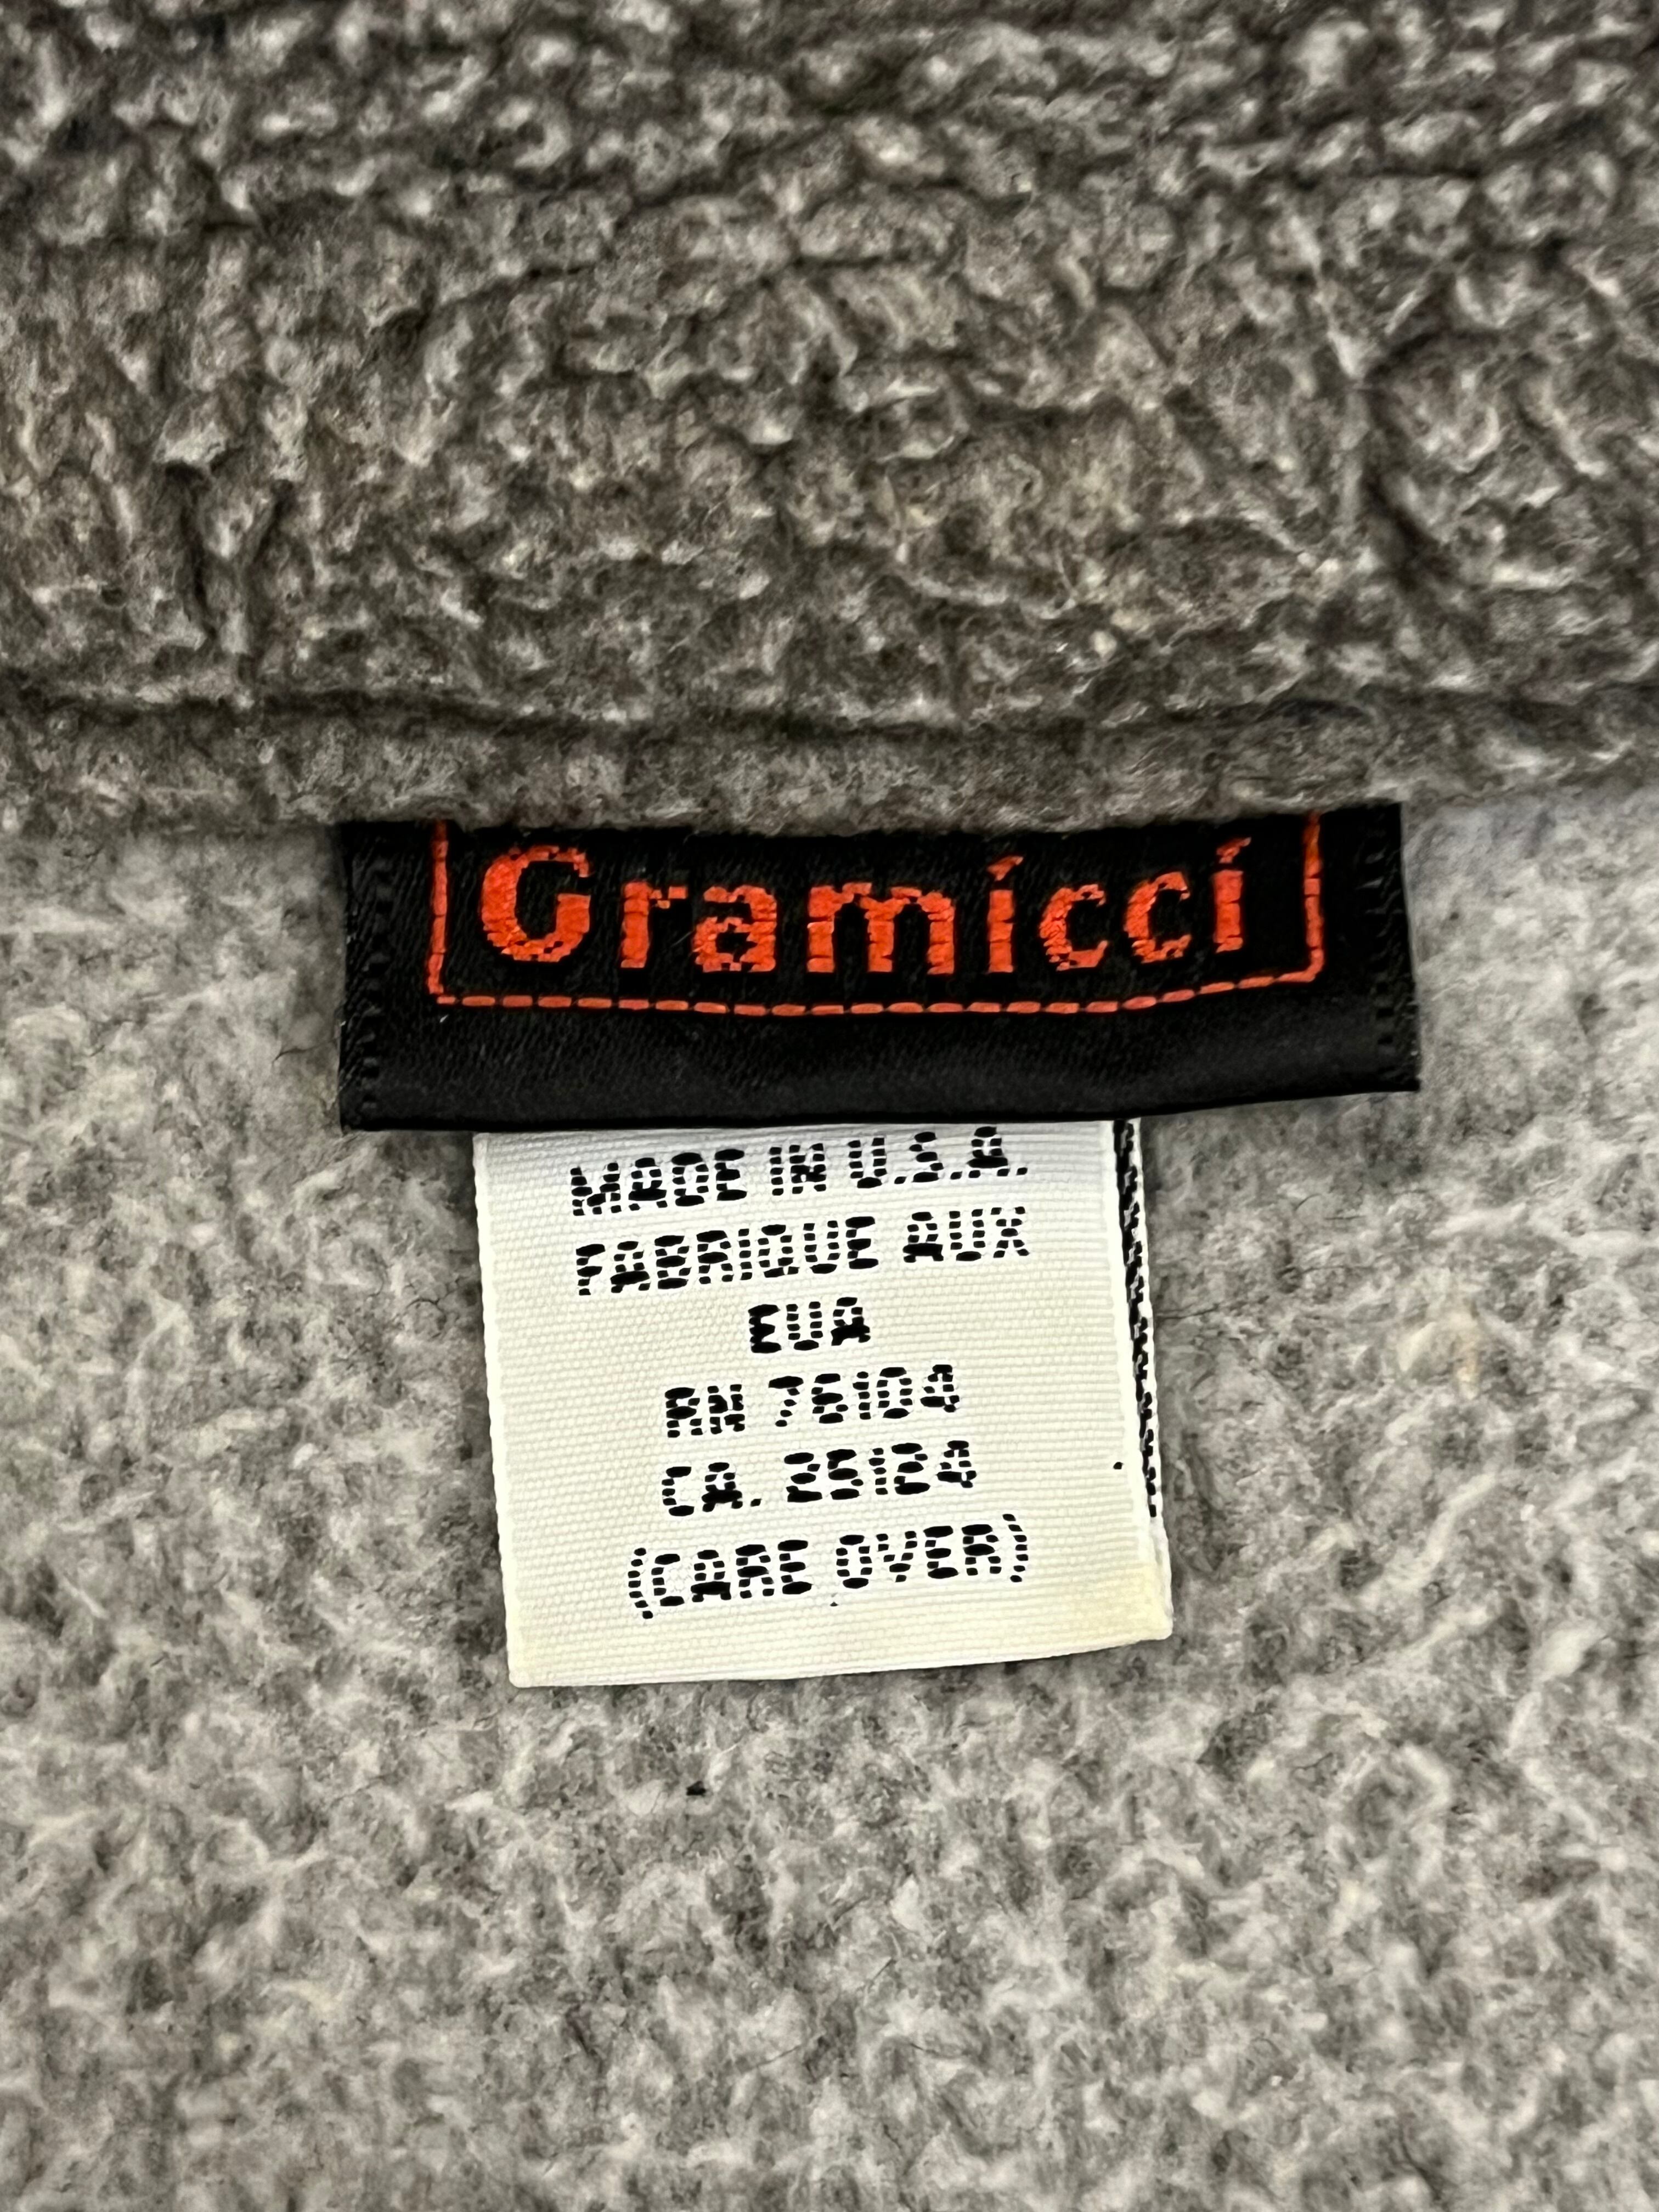 Gramicci
MADE IN U.S.A.
FABRIQUE AUX
EUA
RN 76104
CA. 25124
(CARE OVER)